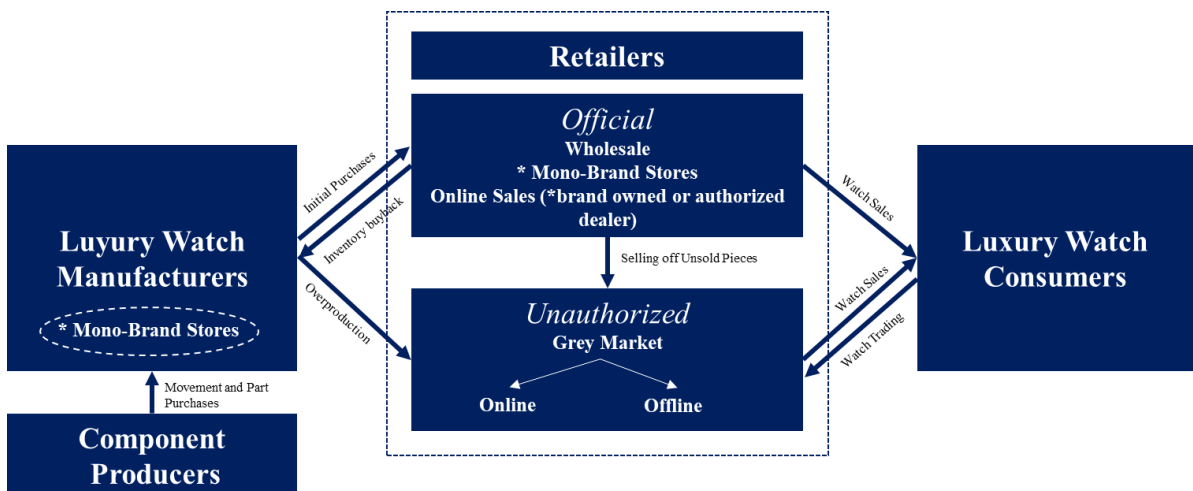 Retailers
Official
Wholesale
* Mono-Brand Stores
Online Sales (*brand owned or authorized
dealer)
Initial Purchases
Inventory buyback
Overproduction
Luyury Watch
Manufacturers
* Mono-Brand Stores
Movement and Part
Purchases
Component
Producers
Selling off Unsold Pieces
Unauthorized
Grey Market
Online
Offline
Watch Sales
Watch Sales
Watch Trading
Luxury Watch
Consumers